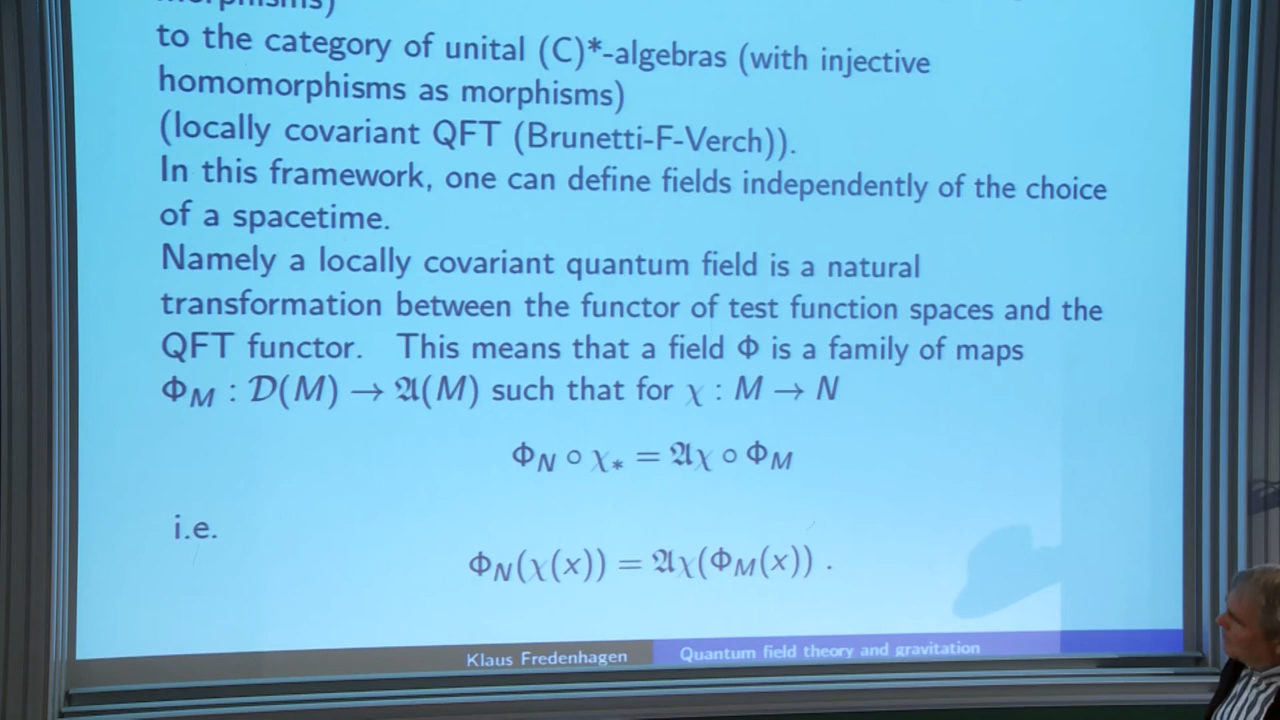 morphisms)
to the category of unital (C)*-algebras (with injective
homomorphisms as morphisms)
(locally covariant QFT (Brunetti-F-Verch)).
In this framework, one can define fields independently of the choice
of a spacetime.
Namely a locally covariant quantum field is a natural
transformation between the functor of test function spaces and the
QFT functor. This means that a field Φ is a family of maps
Φ_M : 𝒟(M) → 𝔄(M) such that for χ : M → N
Φ_N ∘ χ_* = 𝔄χ ∘ Φ_M
i.e.
Φ_N(χ(x)) = 𝔄χ(Φ_M(x)) .
Klaus Fredenhagen Quantum field theory and gravitation